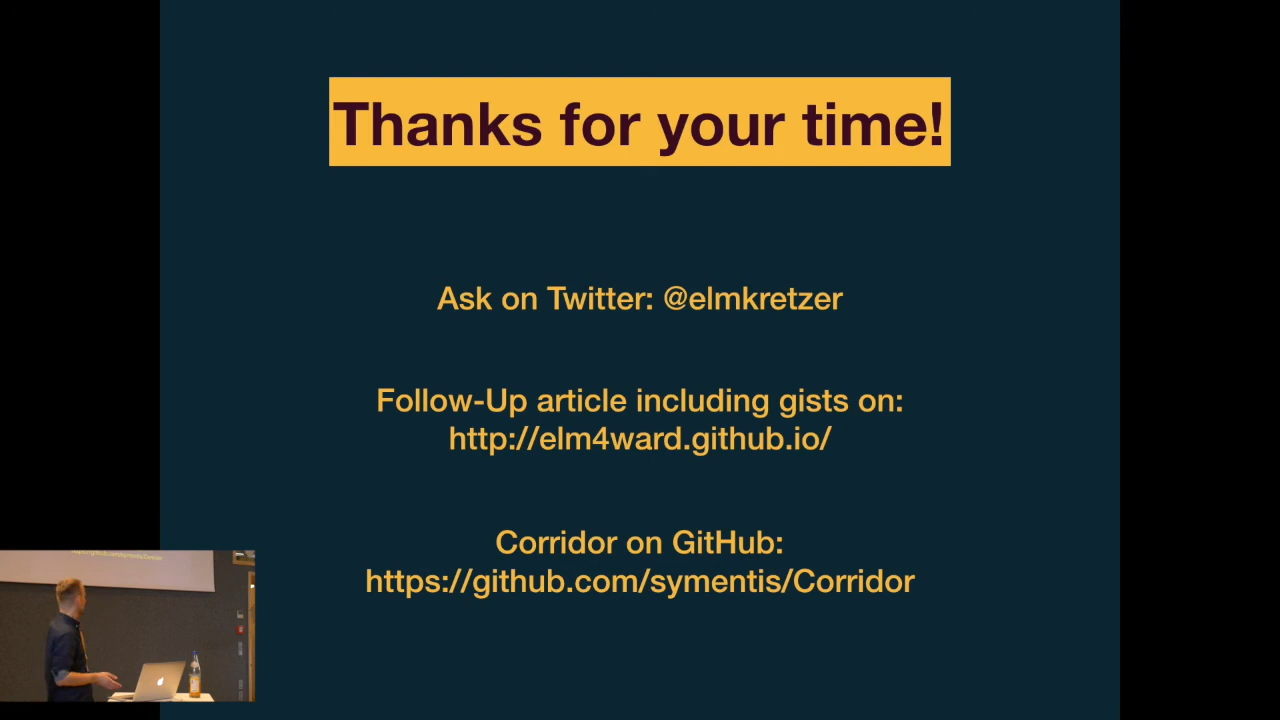 Thanks for your time!
Ask on Twitter: @elmkretzer
Follow-Up article including gists on:
http://elm4ward.github.io/
Corridor on GitHub:
https://github.com/symentis/Corridor